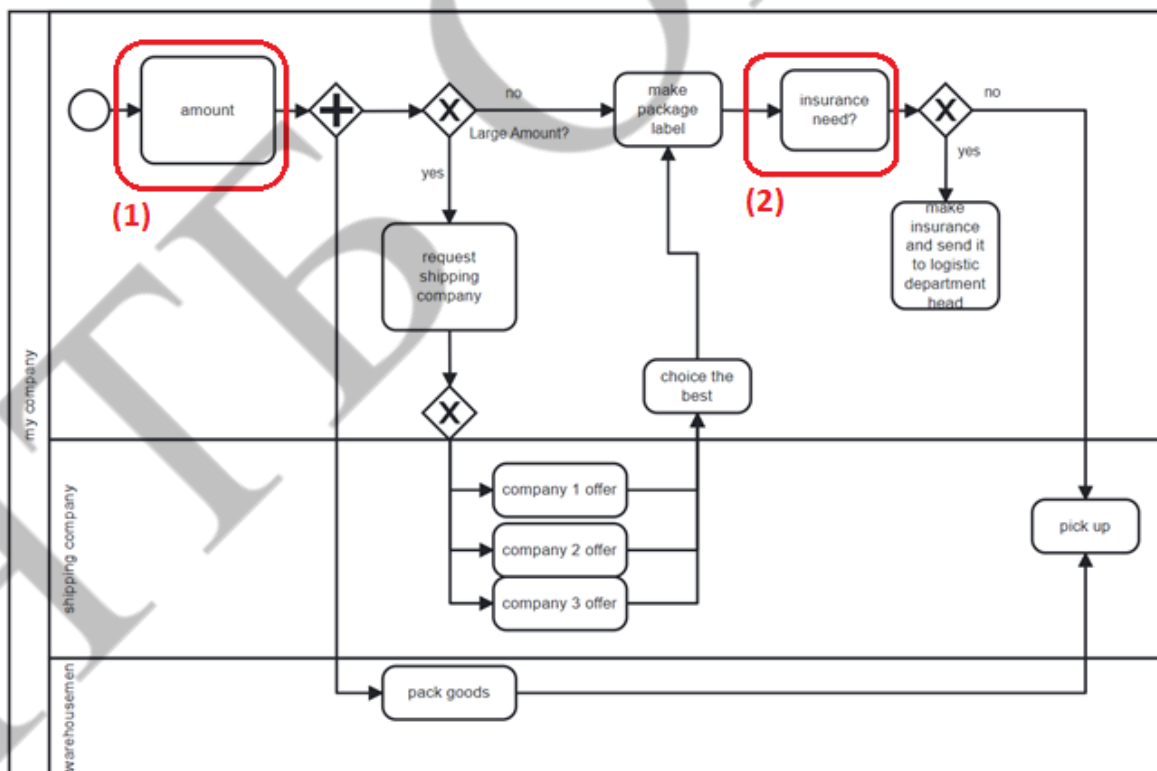 amount
(1)
no
Large Amount?
yes
make
package
label
insurance
need?
(2)
no
yes
make
insurance
and send it
to logistic
department
head
request
shipping
company
choice the
best
my company
company 1 offer
company 2 offer
company 3 offer
shipping company
pick up
pack goods
warehousemen